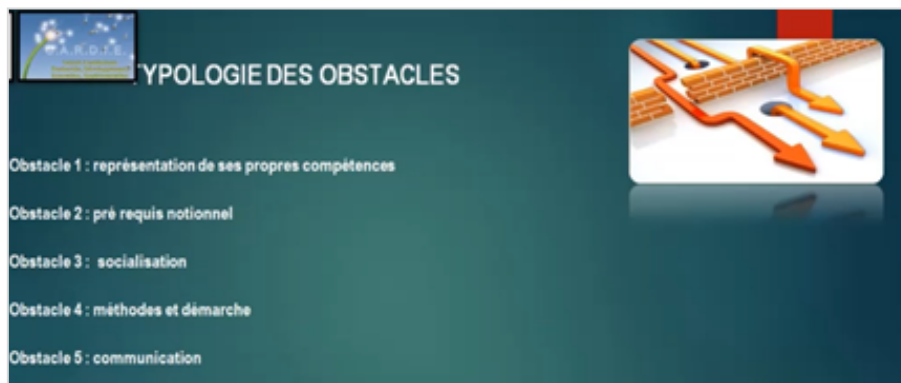 C.A.R.D.I.E.
TYPOLOGIE DES OBSTACLES
Obstacle 1 : représentation de ses propres compétences
Obstacle 2 : pré requis notionnel
Obstacle 3 : socialisation
Obstacle 4 : méthodes et démarche
Obstacle 5 : communication